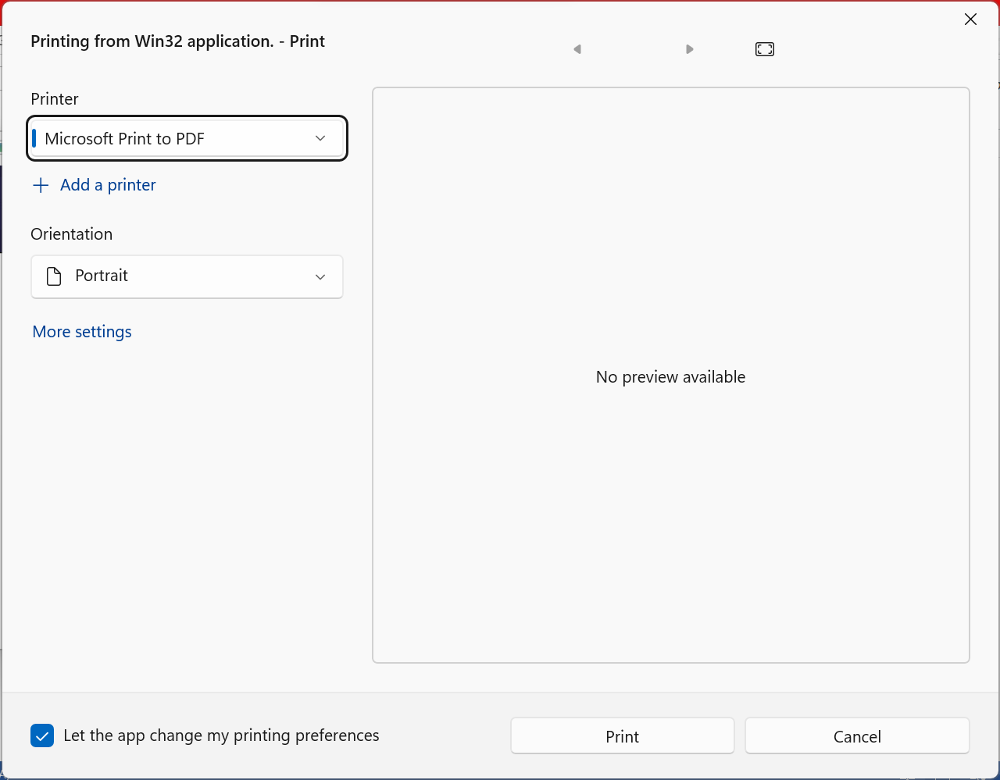 Printing from Win32 application. - Print
Printer
Microsoft Print to PDF
Add a printer
Orientation
Portrait
More settings
No preview available
Let the app change my printing preferences
Print
Cancel